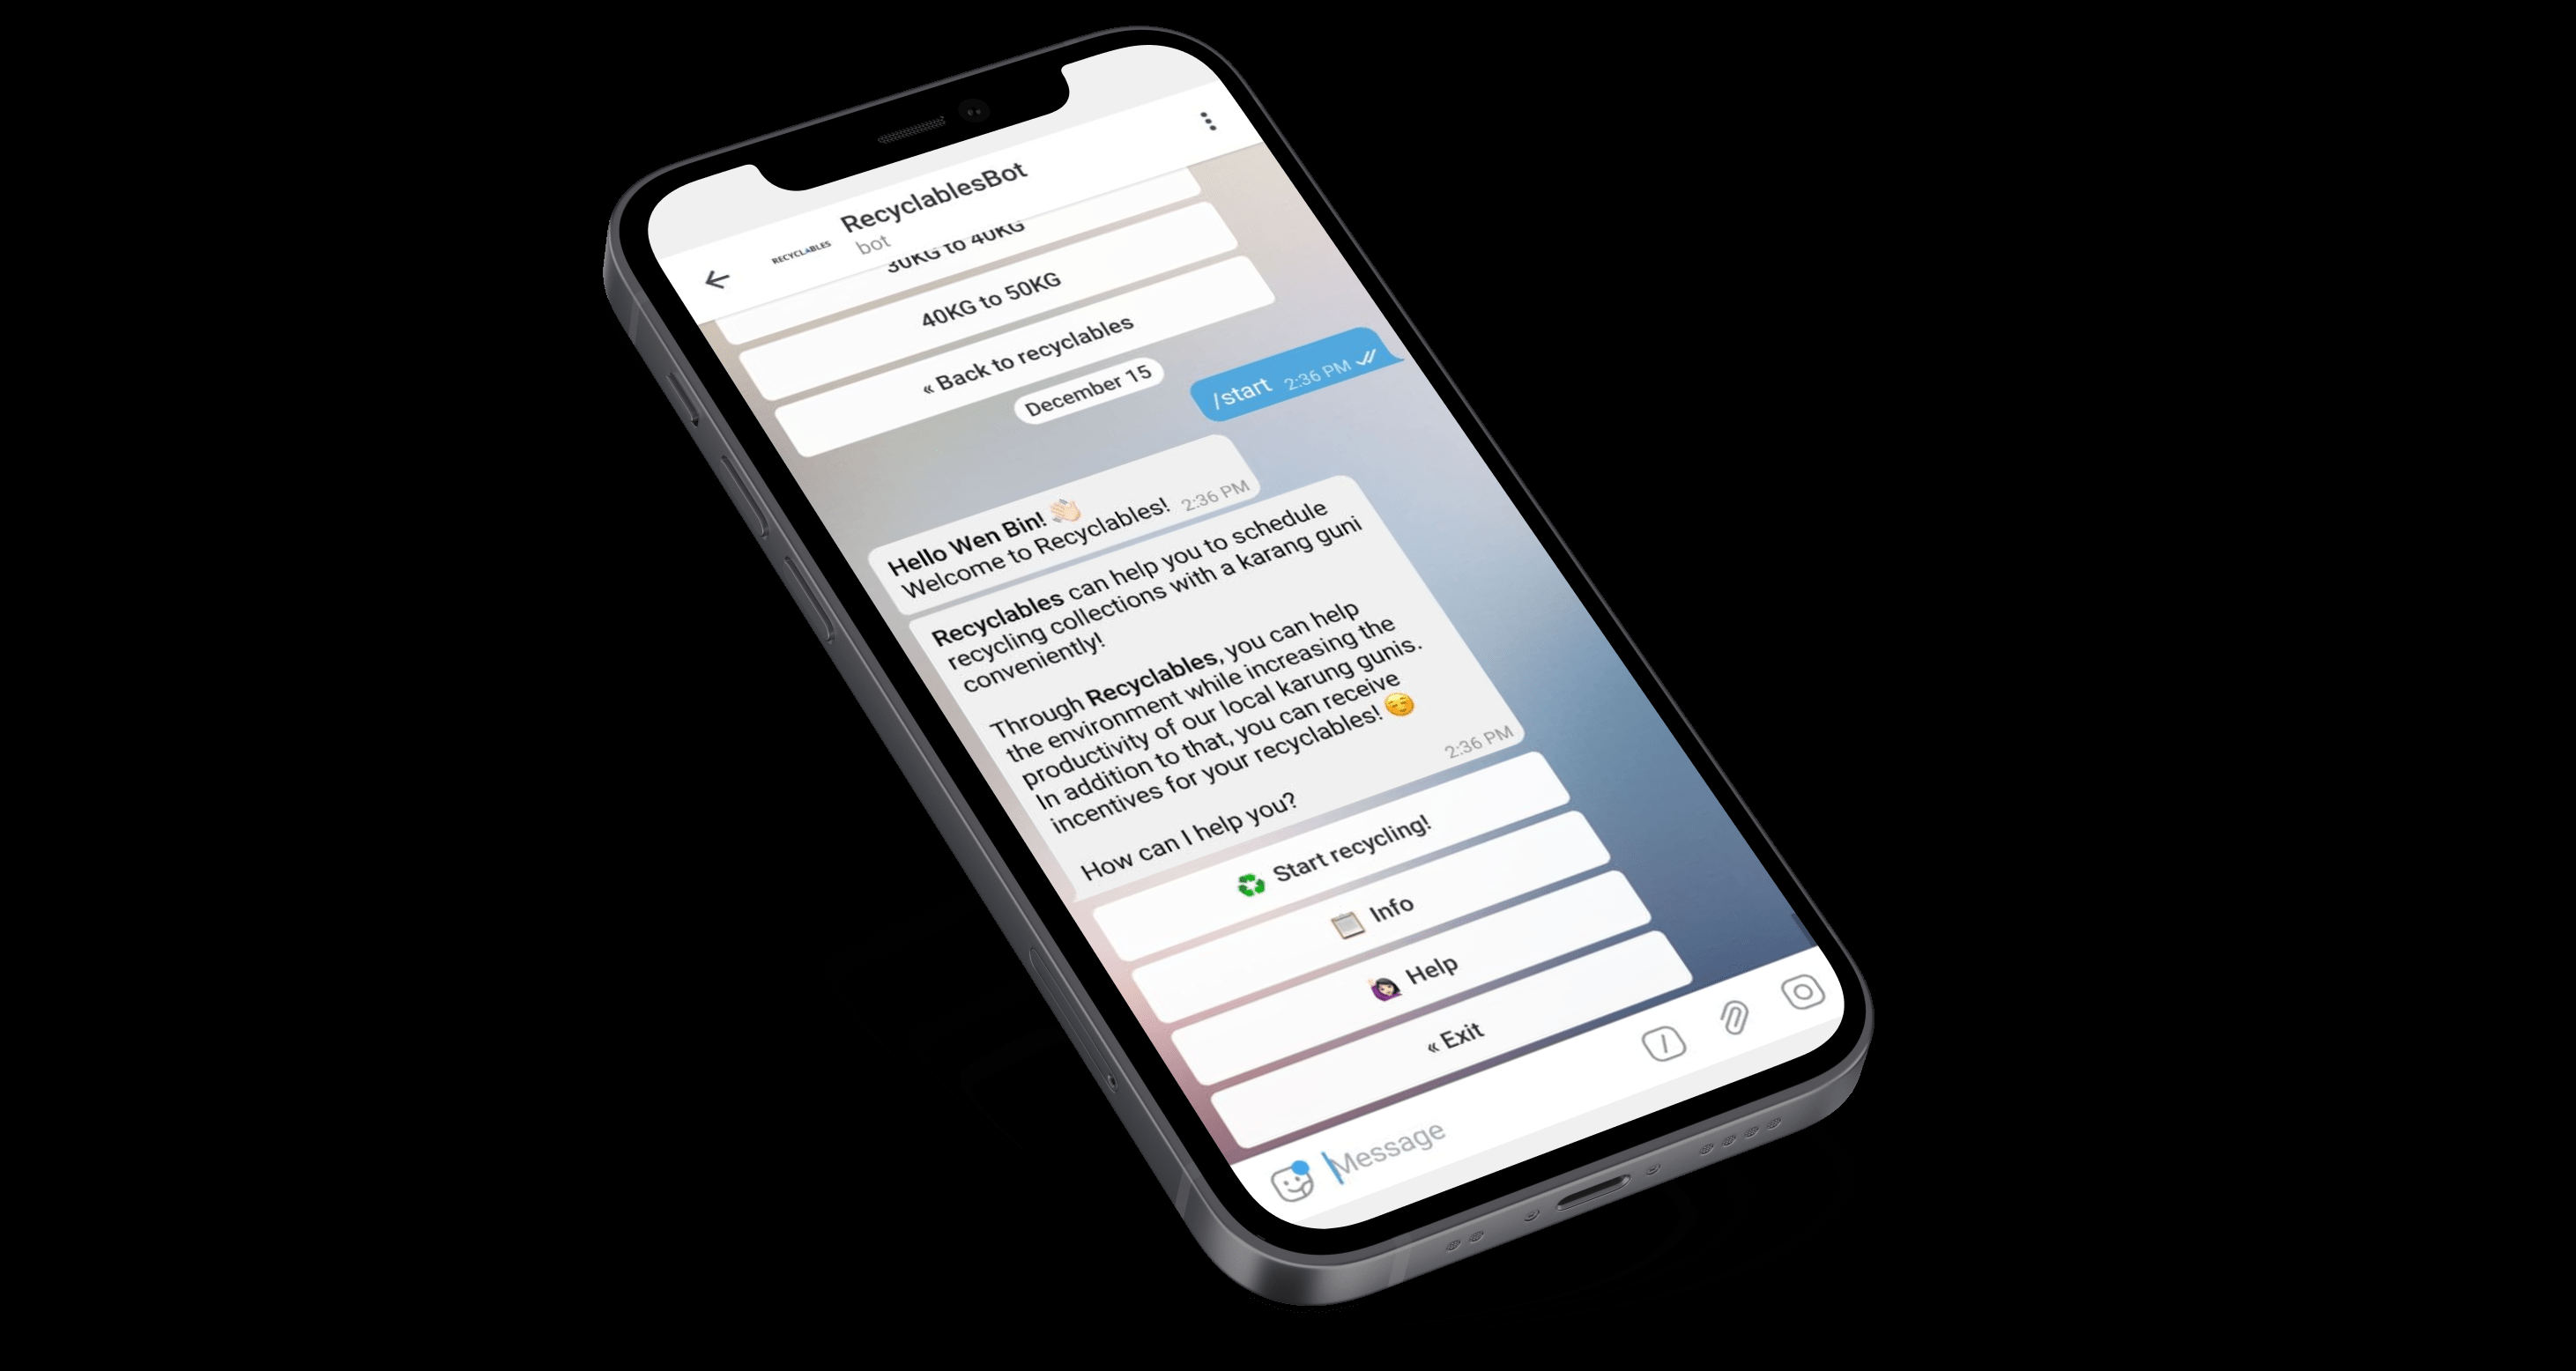 RecyclablesBot
RECYCLABLES
bot
30KG to 40KG
40KG to 50KG
« Back to recyclables
December 15
/start 2:36 PM
Hello Wen Bin! 👋🏻
Welcome to Recyclables! 2:36 PM
Recyclables can help you to schedule
recycling collections with a karang guni
conveniently!
Through Recyclables, you can help
the environment while increasing the
productivity of our local karung gunis.
In addition to that, you can receive
incentives for your recyclables! 😌
2:36 PM
How can I help you?
♻️ Start recycling!
📋 Info
🙋🏻‍♀️ Help
« Exit
/
Message